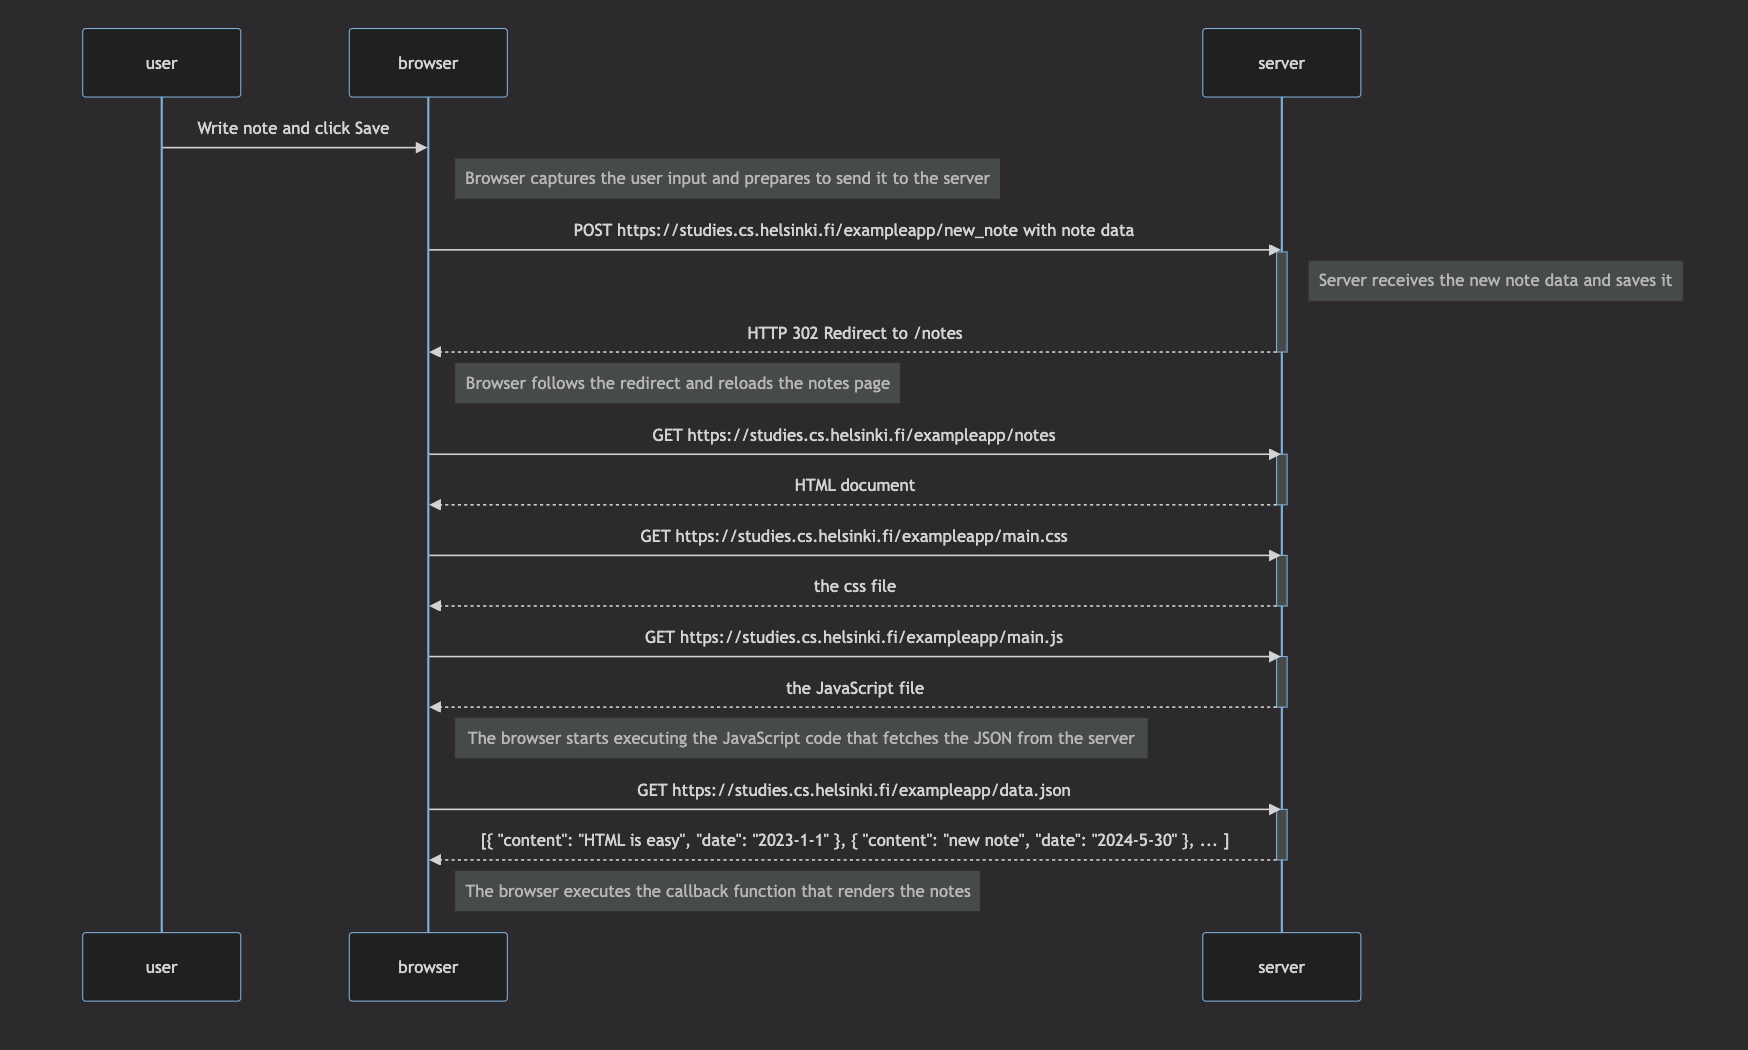 user
browser
server
Write note and click Save
Browser captures the user input and prepares to send it to the server
POST https://studies.cs.helsinki.fi/exampleapp/new_note with note data
Server receives the new note data and saves it
HTTP 302 Redirect to /notes
Browser follows the redirect and reloads the notes page
GET https://studies.cs.helsinki.fi/exampleapp/notes
HTML document
GET https://studies.cs.helsinki.fi/exampleapp/main.css
the css file
GET https://studies.cs.helsinki.fi/exampleapp/main.js
the JavaScript file
The browser starts executing the JavaScript code that fetches the JSON from the server
GET https://studies.cs.helsinki.fi/exampleapp/data.json
[{ "content": "HTML is easy", "date": "2023-1-1" }, { "content": "new note", "date": "2024-5-30" }, ... ]
The browser executes the callback function that renders the notes
user
browser
server